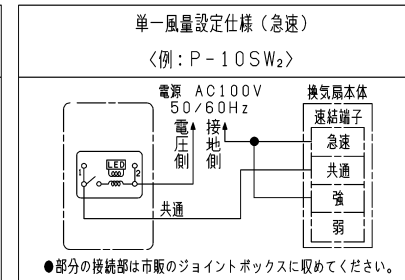 単一風量設定仕様（急速）
〈例：P－10SW₂〉
電源 AC100V
50/60Hz
電圧側
接地側
換気扇本体
速結端子
急速
共通
強
弱
LED
1
2
共通
●部分の接続部は市販のジョイントボックスに収めてください。